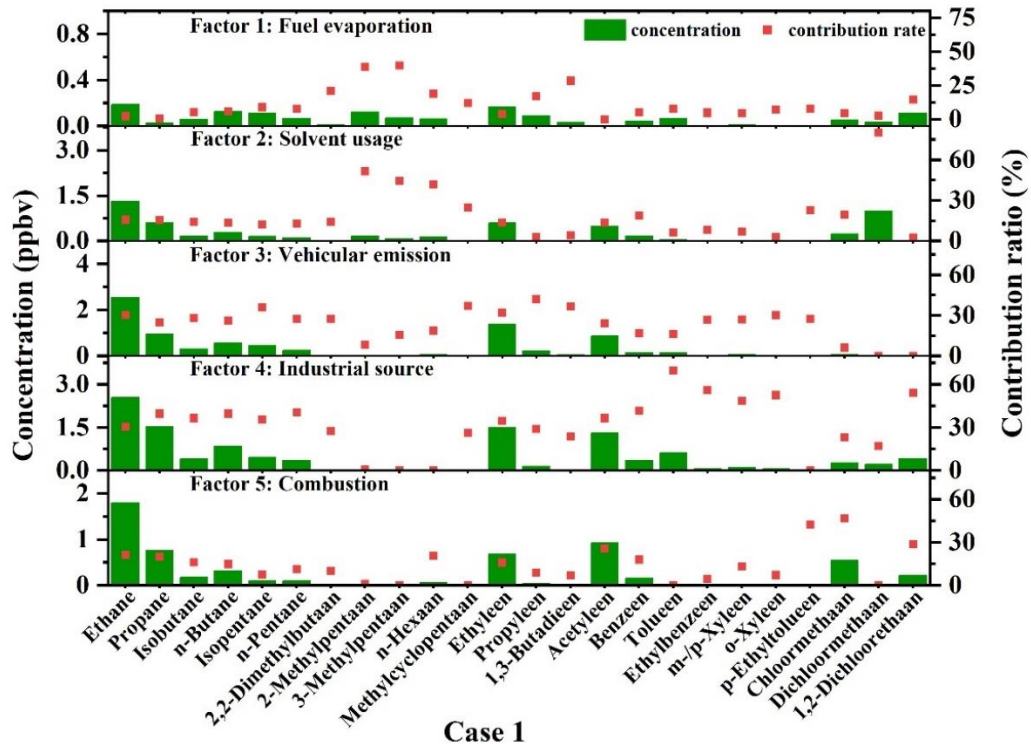 Factor 1: Fuel evaporation
concentration
contribution rate
0.8
0.4
0.0
75
50
25
0
Factor 2: Solvent usage
3.0
1.5
0.0
60
30
0
Factor 3: Vehicular emission
4
2
0
60
30
0
Factor 4: Industrial source
3.0
1.5
0.0
60
30
0
Factor 5: Combustion
2
1
0
60
30
0
Concentration (ppbv)
Contribution ratio (%)
Ethane
Propane
Isobutane
n-Butane
Isopentane
n-Pentane
2,2-Dimethylbutaan
2-Methylpentaan
3-Methylpentaan
n-Hexaan
Methylcyclopentaan
Ethyleen
Propyleen
1,3-Butadieen
Acetyleen
Benzeen
Tolueen
Ethylbenzeen
m-/p-Xyleen
o-Xyleen
p-Ethyltolueen
Chloormethaan
Dichloormethaan
1,2-Dichloorethaan
Case 1